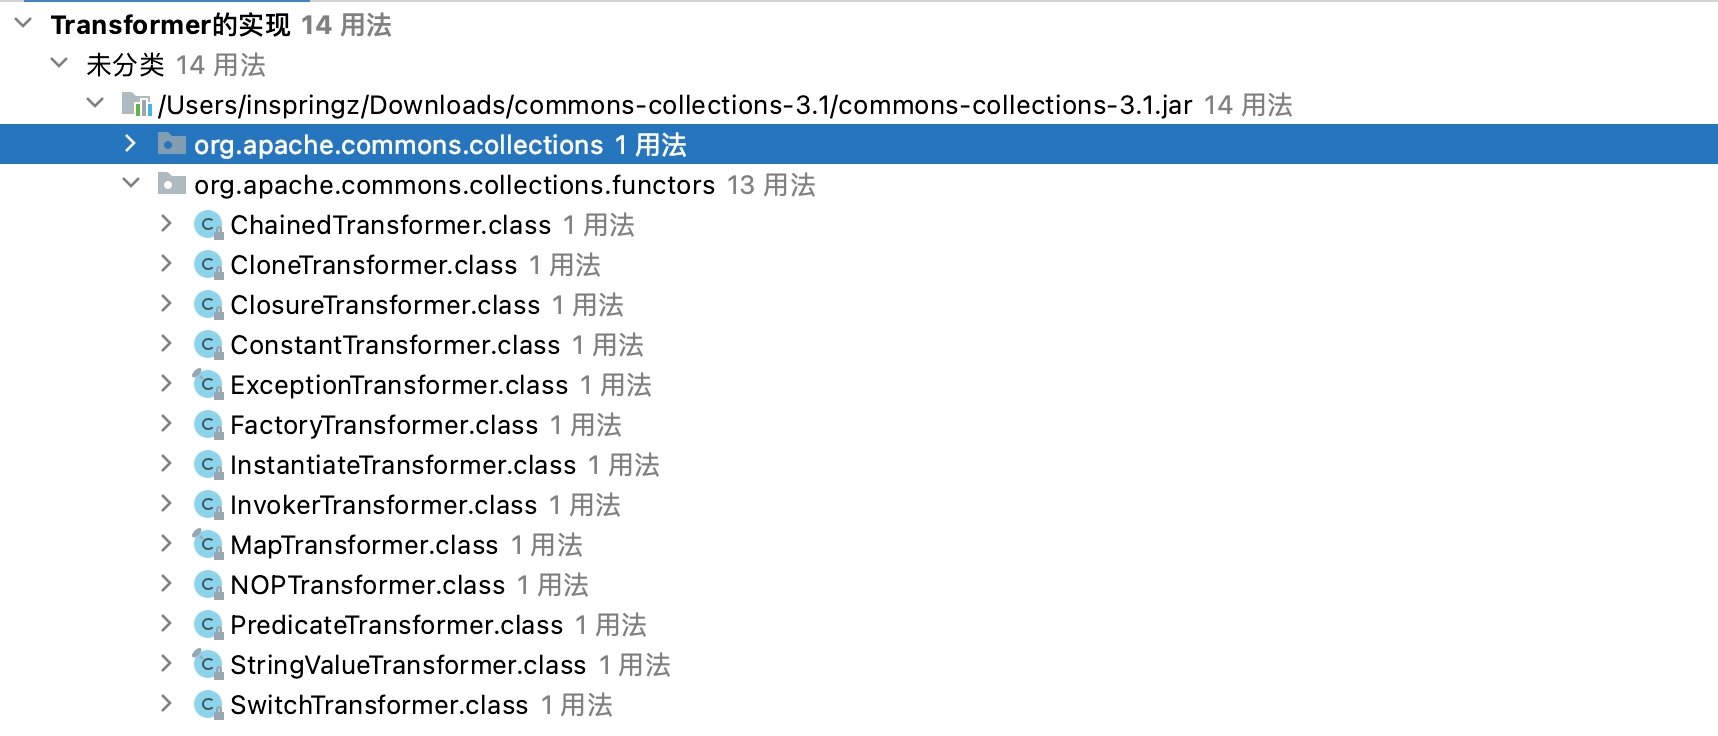 Transformer的实现 14 用法
未分类 14 用法
/Users/inspringz/Downloads/commons-collections-3.1/commons-collections-3.1.jar 14 用法
org.apache.commons.collections 1 用法
org.apache.commons.collections.functors 13 用法
C ChainedTransformer.class 1 用法
C CloneTransformer.class 1 用法
C ClosureTransformer.class 1 用法
C ConstantTransformer.class 1 用法
C ExceptionTransformer.class 1 用法
C FactoryTransformer.class 1 用法
C InstantiateTransformer.class 1 用法
C InvokerTransformer.class 1 用法
C MapTransformer.class 1 用法
C NOPTransformer.class 1 用法
C PredicateTransformer.class 1 用法
C StringValueTransformer.class 1 用法
C SwitchTransformer.class 1 用法